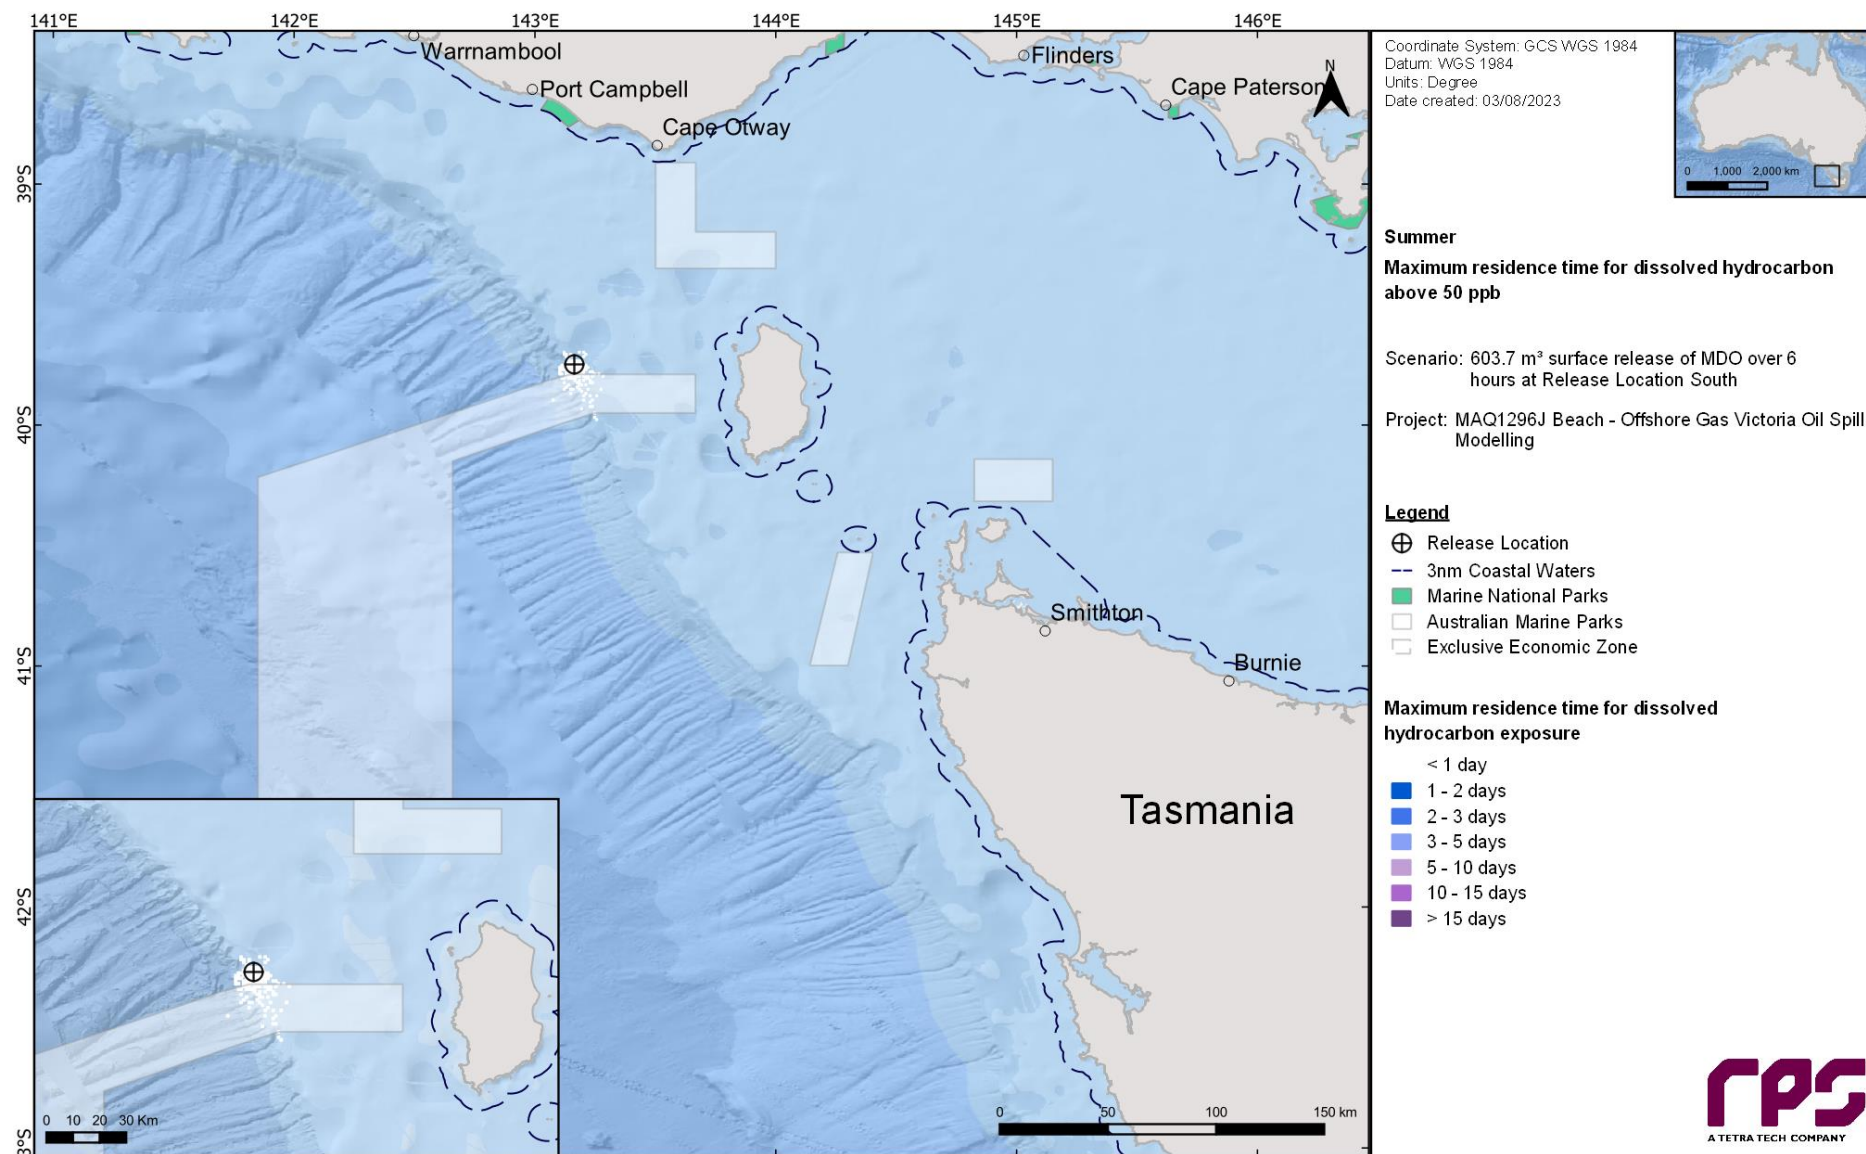 141°E
142°E
143°E
144°E
145°E
146°E
39°S
40°S
41°S
42°S
Warrnambool
Port Campbell
Cape Otway
Flinders
Cape Paterson
N
Smithton
Burnie
Tasmania
0 10 20 30 Km
0 50 100 150 km
Coordinate System: GCS WGS 1984
Datum: WGS 1984
Units: Degree
Date created: 03/08/2023
0 1,000 2,000 km
Summer
Maximum residence time for dissolved hydrocarbon
above 50 ppb
Scenario: 603.7 m³ surface release of MDO over 6
hours at Release Location South
Project: MAQ1296J Beach - Offshore Gas Victoria Oil Spill
Modelling
Legend
Release Location
3nm Coastal Waters
Marine National Parks
Australian Marine Parks
Exclusive Economic Zone
Maximum residence time for dissolved
hydrocarbon exposure
< 1 day
1 - 2 days
2 - 3 days
3 - 5 days
5 - 10 days
10 - 15 days
> 15 days
rps
A TETRA TECH COMPANY